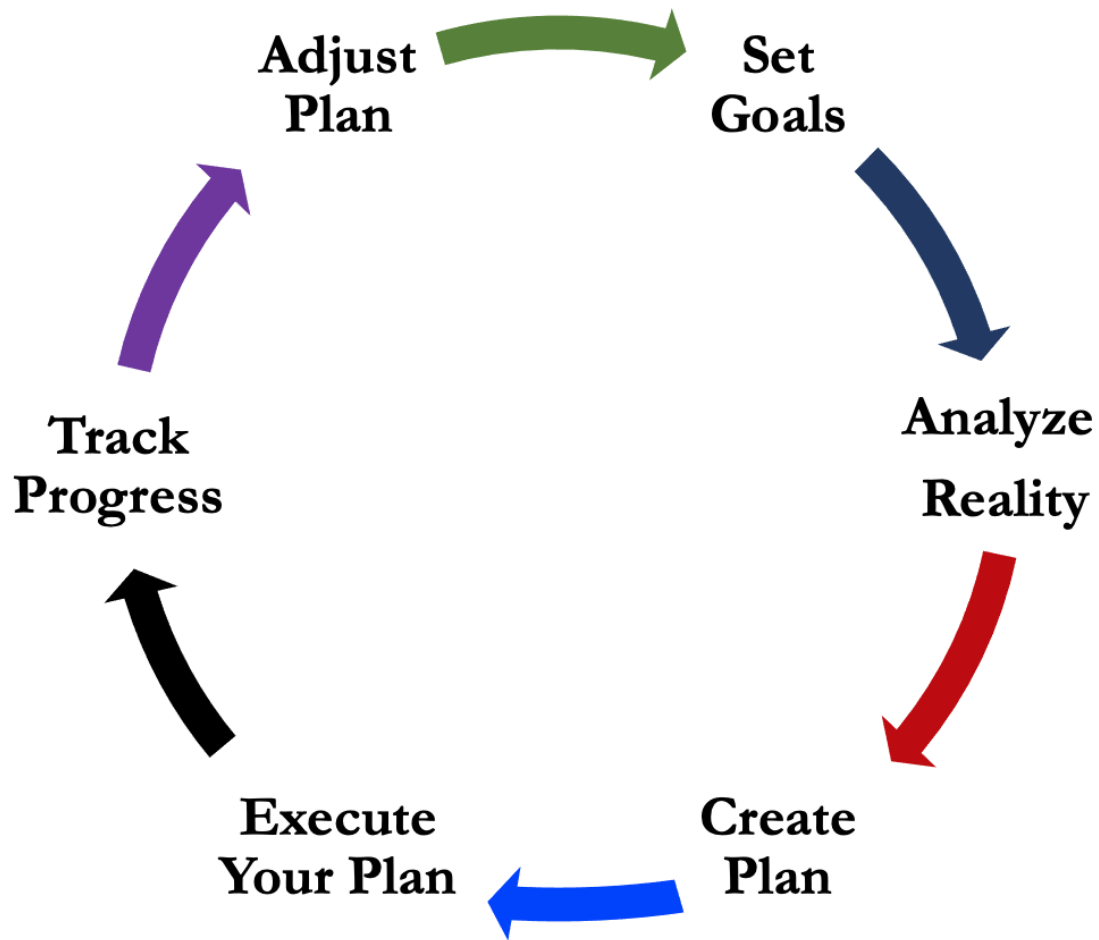 Adjust
Plan
Set
Goals
Analyze
Reality
Create
Plan
Execute
Your Plan
Track
Progress